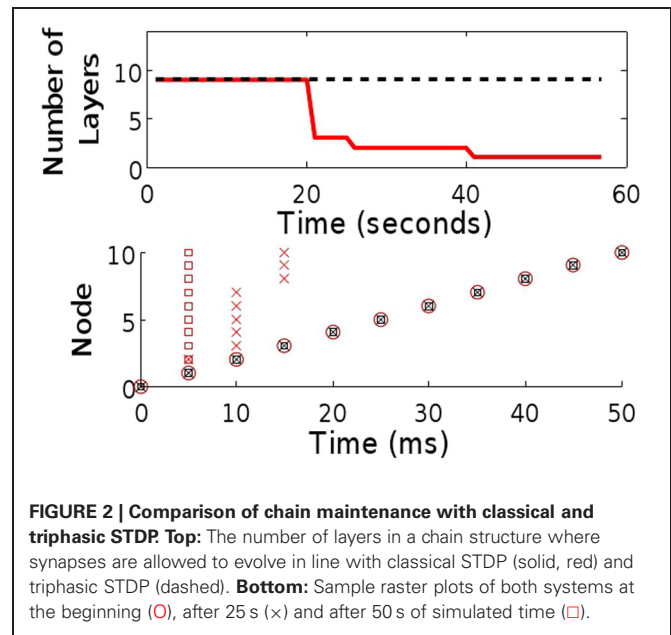 Number of
Layers
10
5
0
0
20
40
60
Time (seconds)
Node
10
5
0
0
10
20
30
40
50
Time (ms)
FIGURE 2 | Comparison of chain maintenance with classical and
triphasic STDP. Top: The number of layers in a chain structure where
synapses are allowed to evolve in line with classical STDP (solid, red) and
triphasic STDP (dashed). Bottom: Sample raster plots of both systems at
the beginning (O), after 25 s (×) and after 50 s of simulated time (□).